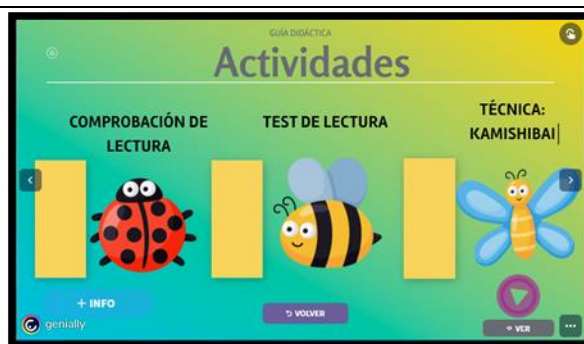 GUÍA DIDÁCTICA
Actividades
COMPROBACIÓN DE
LECTURA
TEST DE LECTURA
TÉCNICA:
KAMISHIBAI
+ INFO
VOLVER
VER
genially